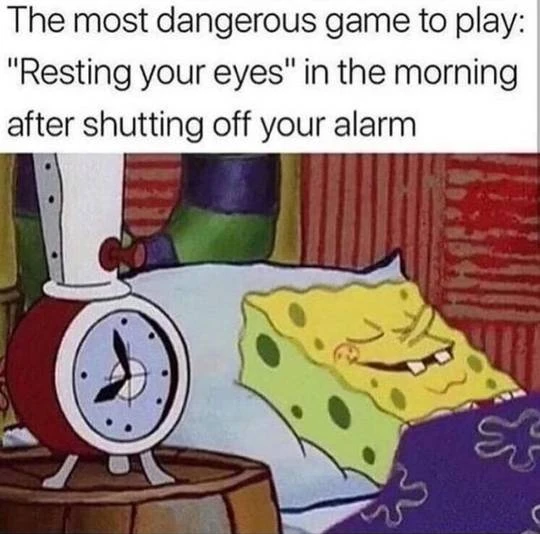 The most dangerous game to play:
"Resting your eyes" in the morning
after shutting off your alarm